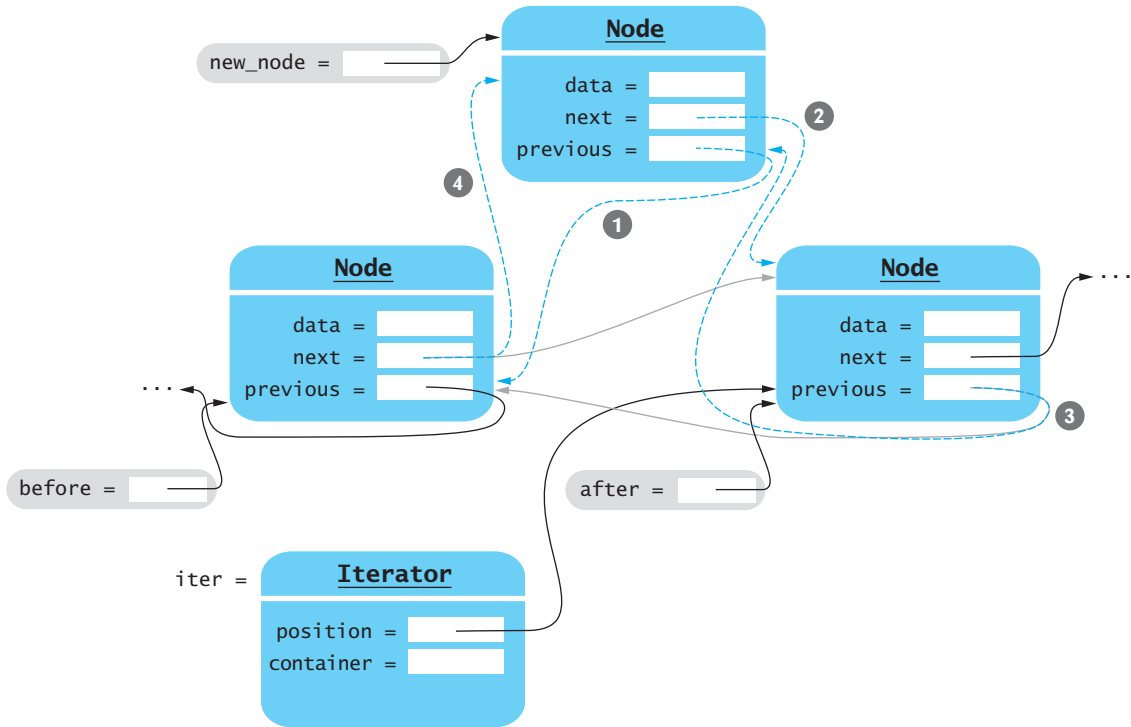 Node
new_node =
data =
next =
previous =
2
4
1
Node
data =
next =
previous =
...
Node
data =
next =
previous =
...
3
before =
after =
iter =
Iterator
position =
container =